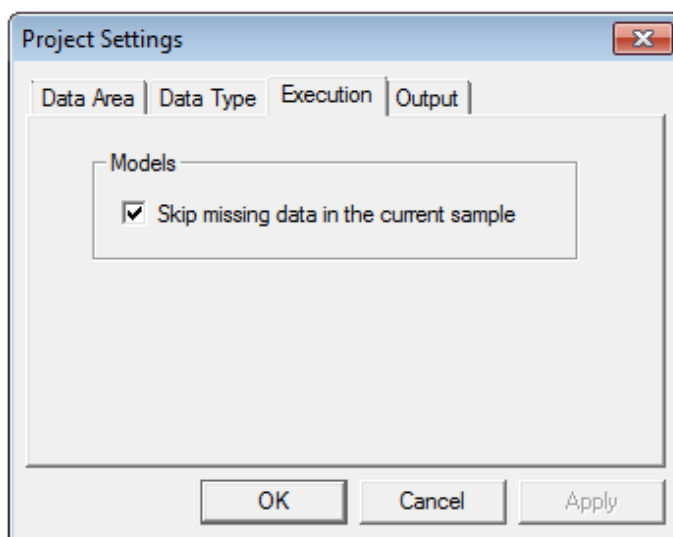 Project Settings
Data Area Data Type Execution Output
Models
Skip missing data in the current sample
OK Cancel Apply